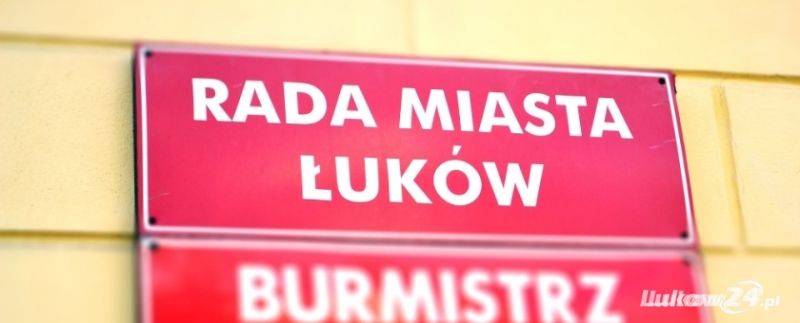 RADA MIASTA
ŁUKÓW
BURMISTRZ
Lukow24.pl